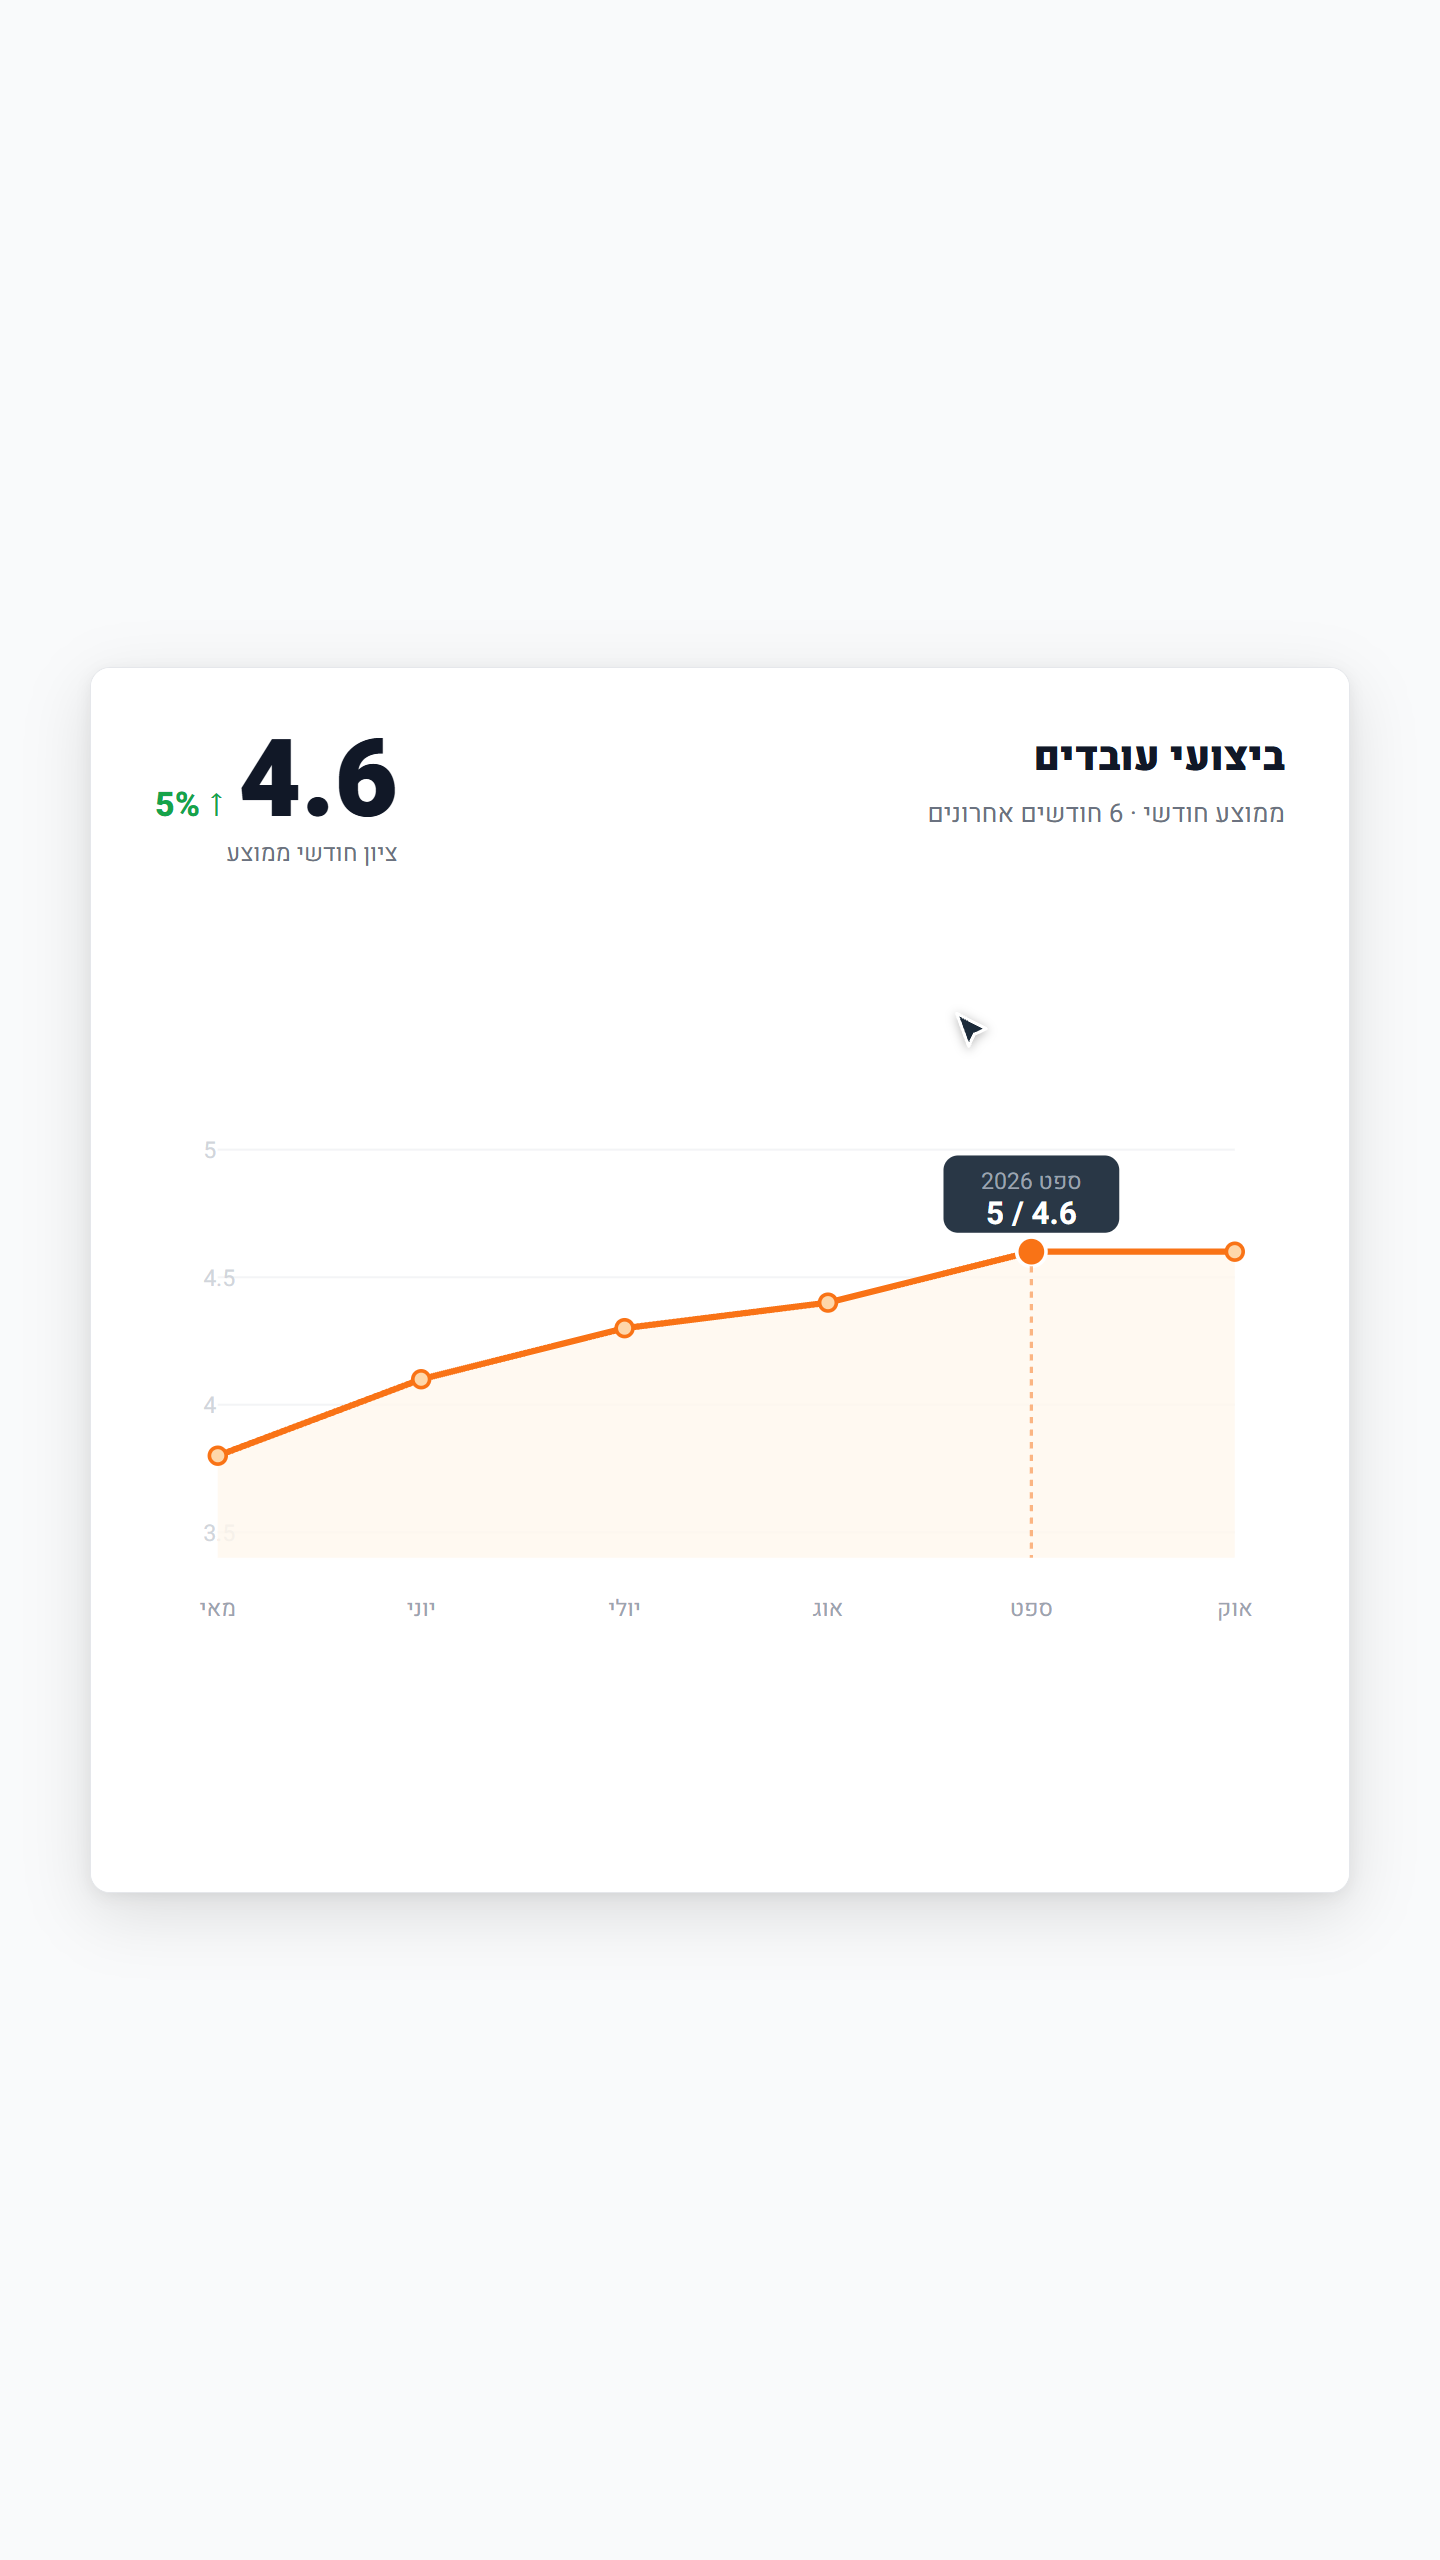 ביצועי עובדים
ממוצע חודשי · 6 חודשים אחרונים
4.6 ↑ 5%
ציון חודשי ממוצע
5
4.5
4
3.5
ספט 2026
4.6 / 5
מאי יוני יולי אוג ספט אוק